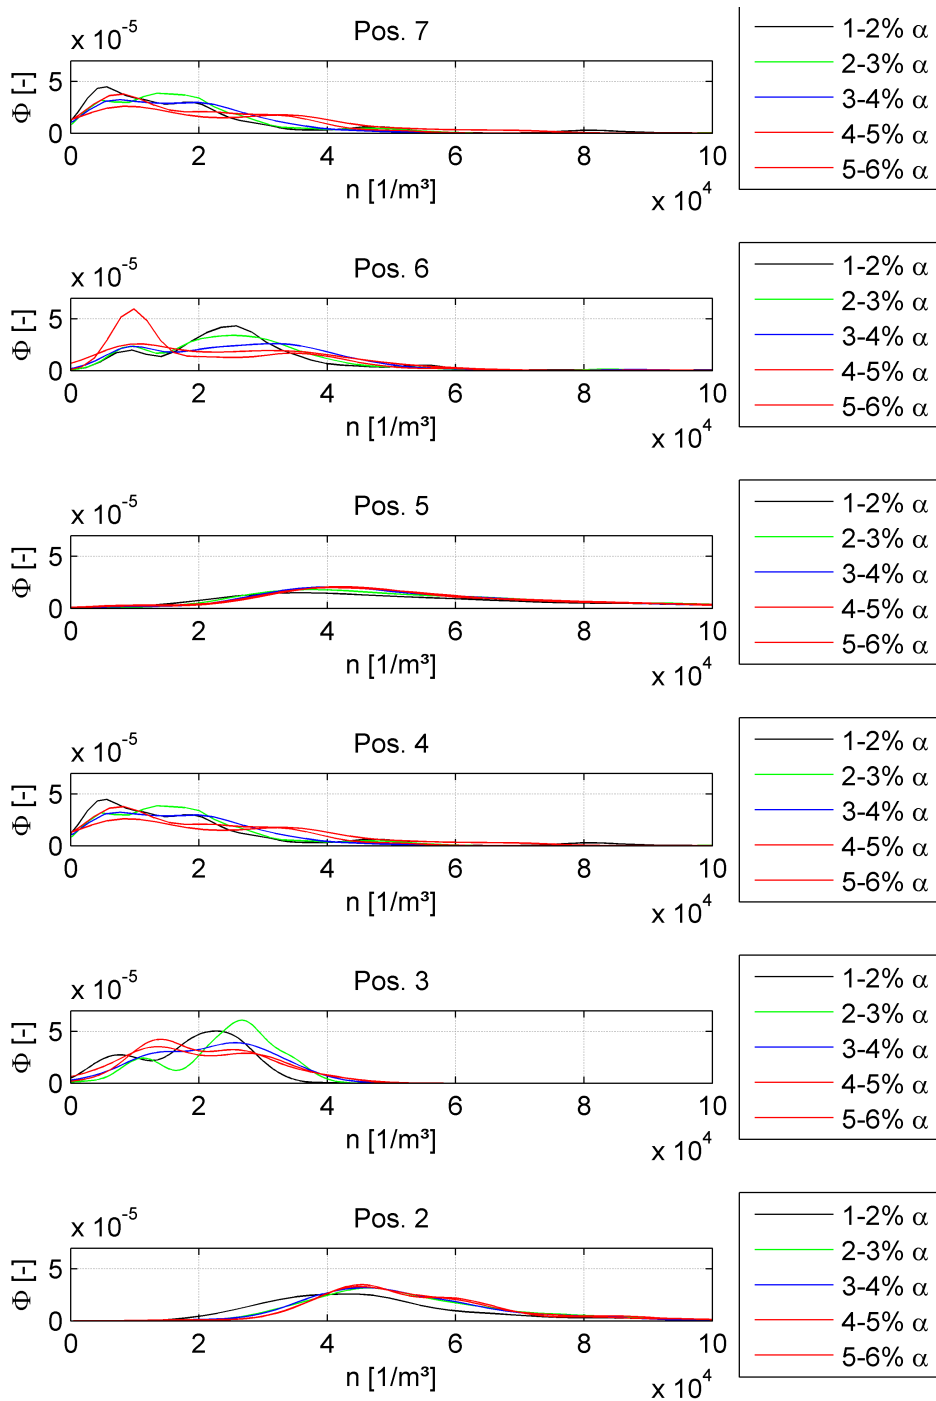 x 10^-5
Pos. 7
Φ [-]
5
0
0 2 4 6 8 10
n [1/m³]
x 10^4
1-2% α
2-3% α
3-4% α
4-5% α
5-6% α
x 10^-5
Pos. 6
Φ [-]
5
0
0 2 4 6 8 10
n [1/m³]
x 10^4
1-2% α
2-3% α
3-4% α
4-5% α
5-6% α
x 10^-5
Pos. 5
Φ [-]
5
0
0 2 4 6 8 10
n [1/m³]
x 10^4
1-2% α
2-3% α
3-4% α
4-5% α
5-6% α
x 10^-5
Pos. 4
Φ [-]
5
0
0 2 4 6 8 10
n [1/m³]
x 10^4
1-2% α
2-3% α
3-4% α
4-5% α
5-6% α
x 10^-5
Pos. 3
Φ [-]
5
0
0 2 4 6 8 10
n [1/m³]
x 10^4
1-2% α
2-3% α
3-4% α
4-5% α
5-6% α
x 10^-5
Pos. 2
Φ [-]
5
0
0 2 4 6 8 10
n [1/m³]
x 10^4
1-2% α
2-3% α
3-4% α
4-5% α
5-6% α